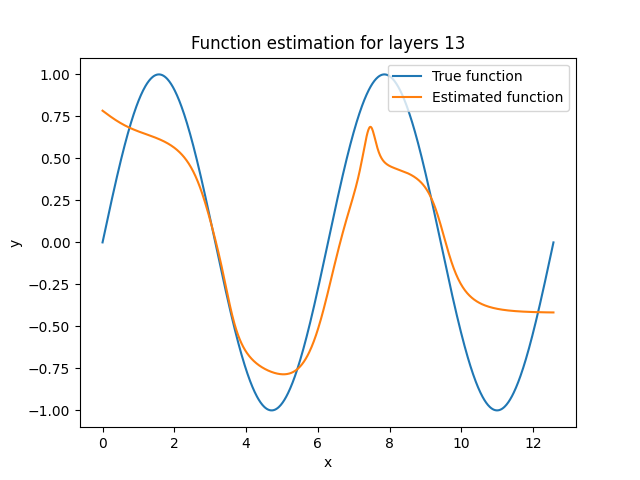 Function estimation for layers 13
True function
Estimated function
1.00
0.75
0.50
0.25
0.00
−0.25
−0.50
−0.75
−1.00
y
0 2 4 6 8 10 12
x